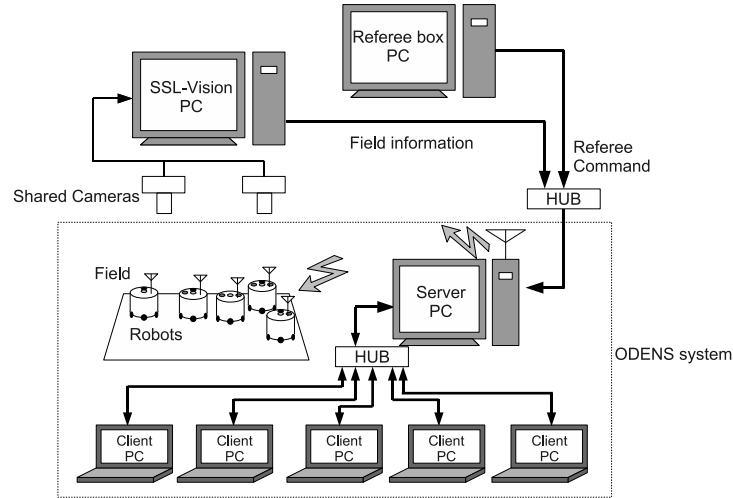 Referee box
PC
SSL-Vision
PC
Field information
Referee
Command
Shared Cameras
HUB
Field
Server
PC
Robots
HUB
ODENS system
Client
PC
Client
PC
Client
PC
Client
PC
Client
PC